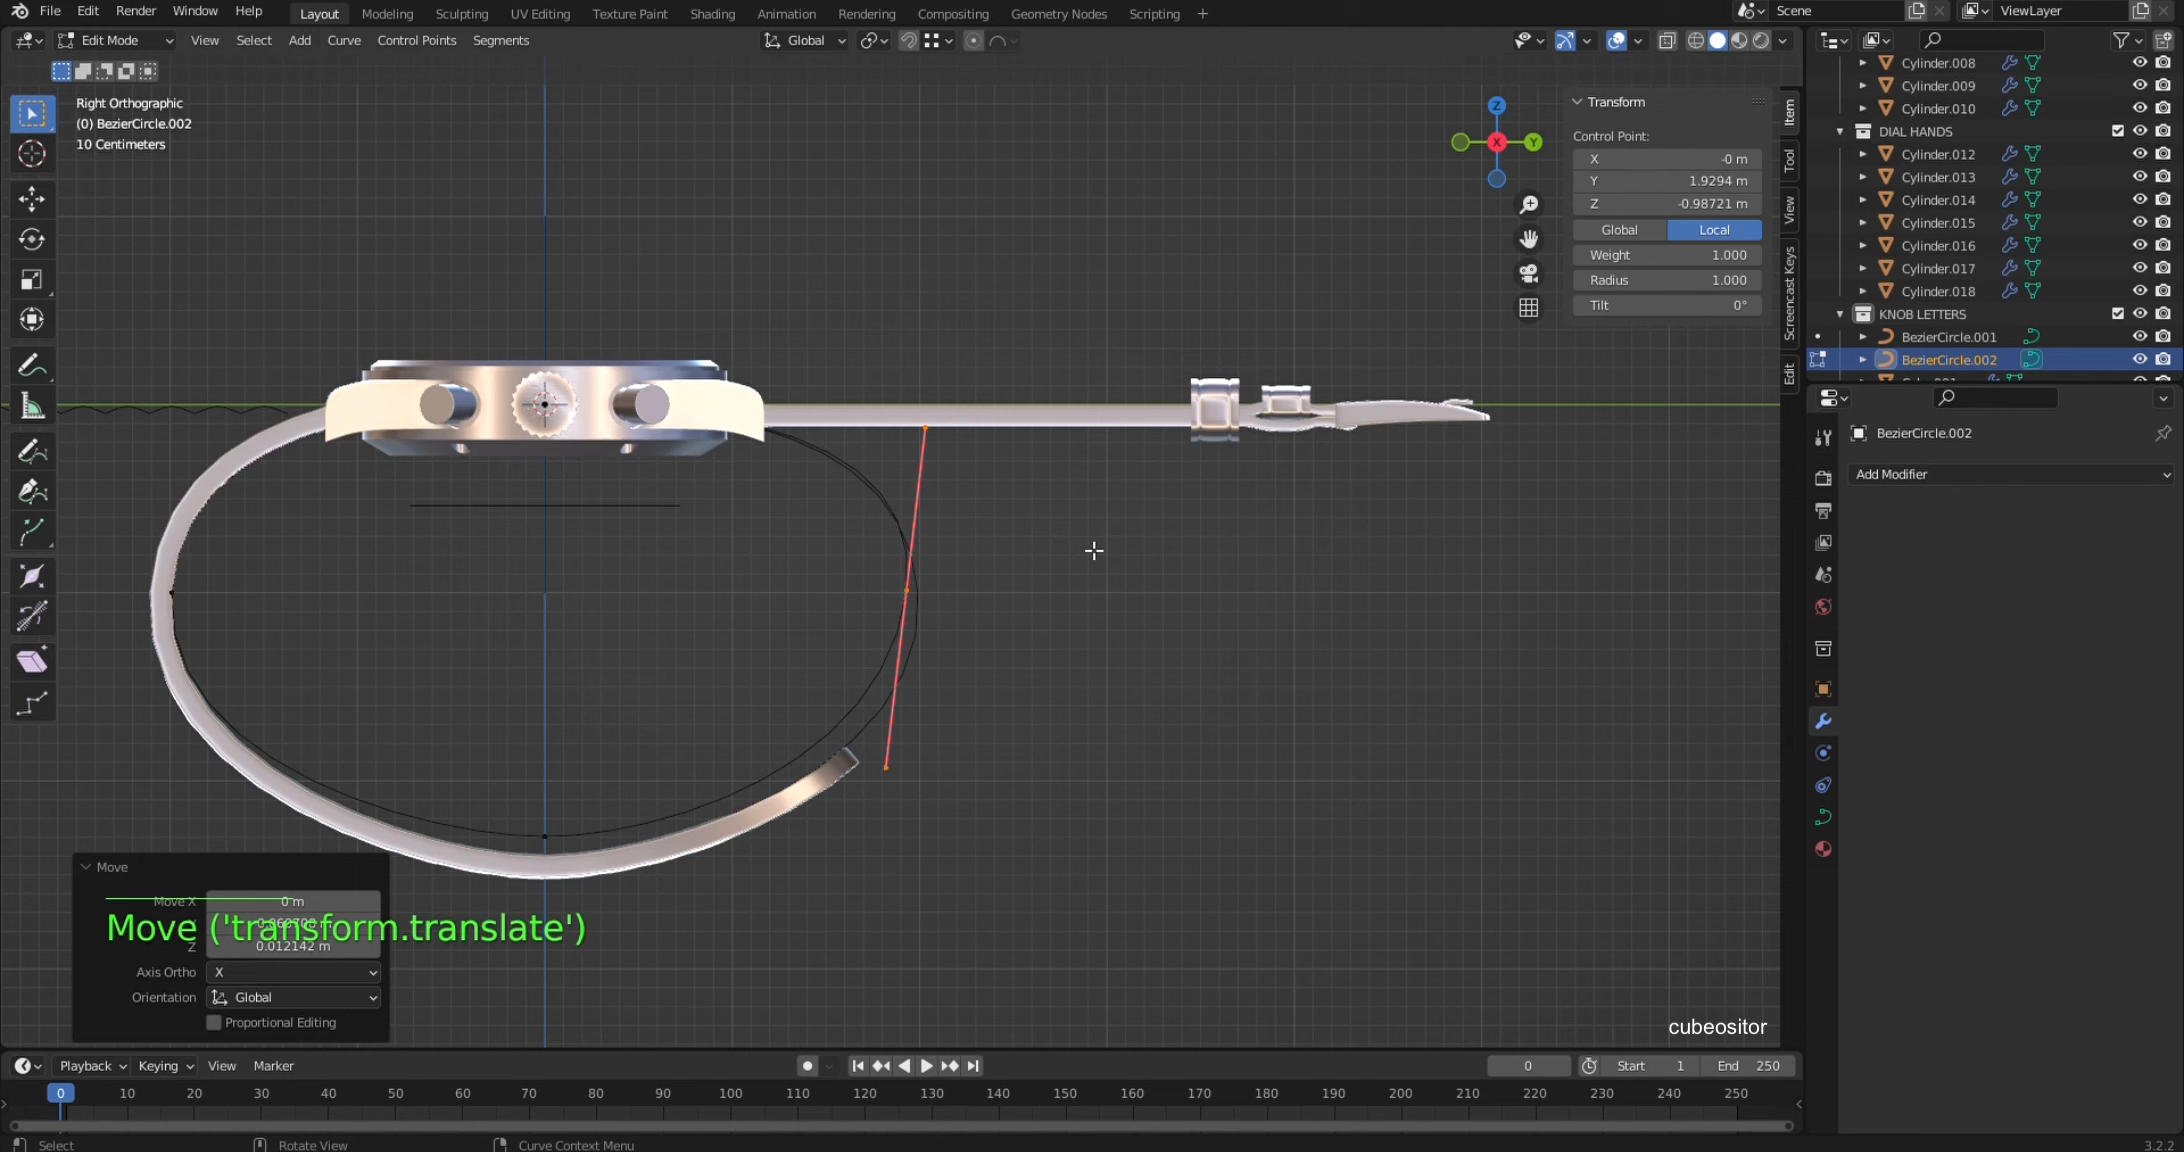 File Edit Render Window Help
Layout Modeling Sculpting UV Editing Texture Paint Shading Animation Rendering Compositing Geometry Nodes Scripting +
Scene
ViewLayer
Edit Mode View Select Add Curve Control Points Segments
Global
Right Orthographic
(0) BezierCircle.002
10 Centimeters
Z
X
Y
Transform
Control Point:
X -0 m
Y 1.9294 m
Z -0.98721 m
Global Local
Weight 1.000
Radius 1.000
Tilt 0°
Item
Tool
View
Screencast Keys
Edit
Cylinder.008
Cylinder.009
Cylinder.010
DIAL HANDS
Cylinder.012
Cylinder.013
Cylinder.014
Cylinder.015
Cylinder.016
Cylinder.017
Cylinder.018
KNOB LETTERS
BezierCircle.001
BezierCircle.002
BezierCircle.002
Add Modifier
Move
Move X 0 m
Move ('transform.translate')
Z 0.012142 m
Axis Ortho X
Orientation Global
Proportional Editing
cubeositor
Playback Keying View Marker
0 Start 1 End 250
0 10 20 30 40 50 60 70 80 90 100 110 120 130 140 150 160 170 180 190 200 210 220 230 240 250
Select Rotate View Curve Context Menu
3.2.2